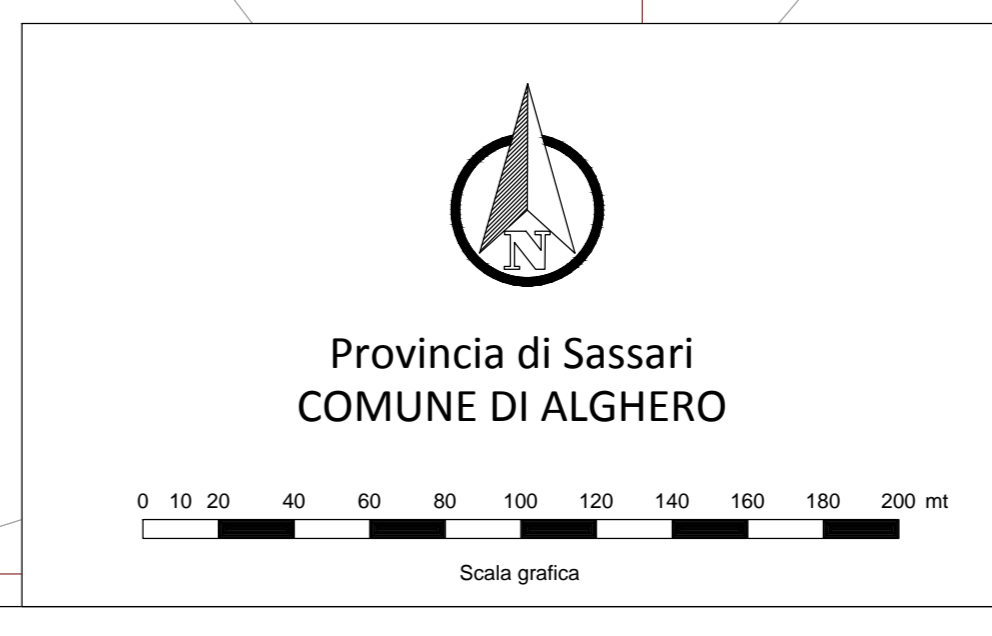 N
Provincia di Sassari
COMUNE DI ALGHERO
0 10 20 40 60 80 100 120 140 160 180 200 mt
Scala grafica